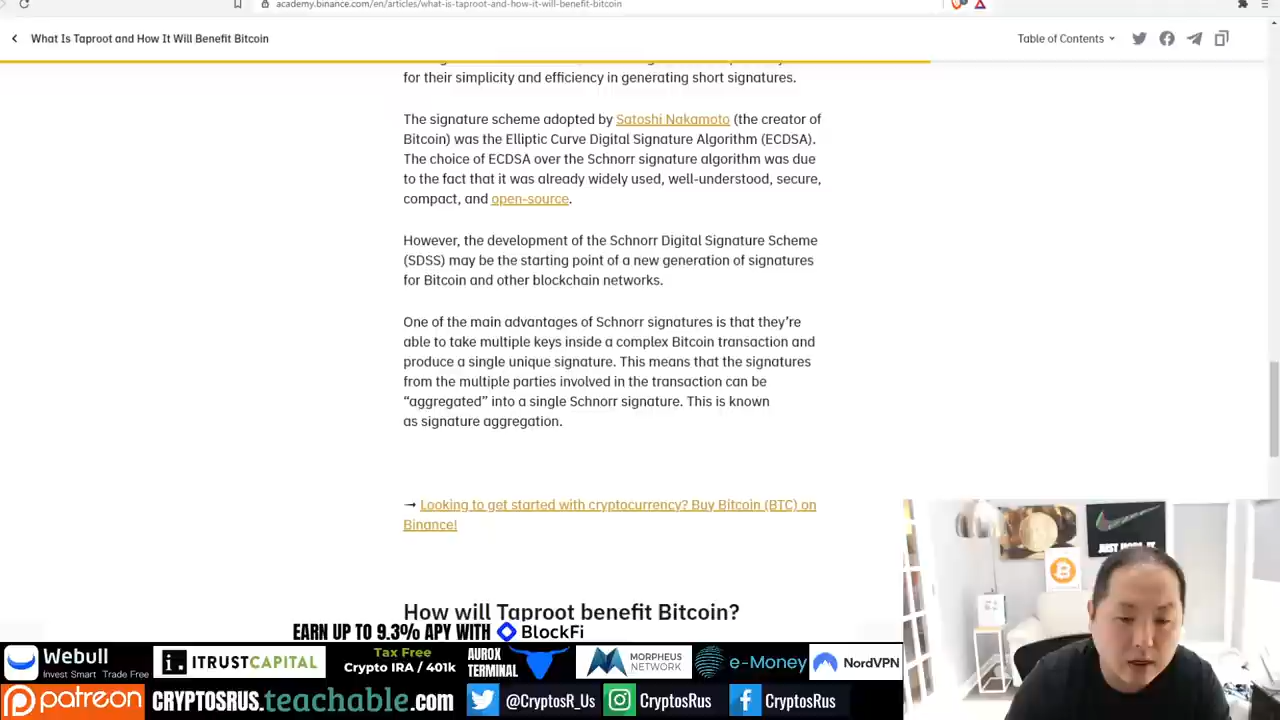 academy.binance.com/en/articles/what-is-taproot-and-how-it-will-benefit-bitcoin
What Is Taproot and How It Will Benefit Bitcoin
Table of Contents
for their simplicity and efficiency in generating short signatures.
The signature scheme adopted by Satoshi Nakamoto (the creator of
Bitcoin) was the Elliptic Curve Digital Signature Algorithm (ECDSA).
The choice of ECDSA over the Schnorr signature algorithm was due
to the fact that it was already widely used, well-understood, secure,
compact, and open-source.
However, the development of the Schnorr Digital Signature Scheme
(SDSS) may be the starting point of a new generation of signatures
for Bitcoin and other blockchain networks.
One of the main advantages of Schnorr signatures is that they're
able to take multiple keys inside a complex Bitcoin transaction and
produce a single unique signature. This means that the signatures
from the multiple parties involved in the transaction can be
“aggregated” into a single Schnorr signature. This is known
as signature aggregation.
→ Looking to get started with cryptocurrency? Buy Bitcoin (BTC) on
Binance!
How will Taproot benefit Bitcoin?
JUST HODL IT.
EARN UP TO 9.3% APY WITH BlockFi
Webull
Invest Smart Trade Free
ITRUSTCAPITAL
Tax Free
Crypto IRA / 401k
AUROX
TERMINAL
MORPHEUS
NETWORK
e-Money
NordVPN
patreon
CRYPTOSRUS.teachable.com
@CryptosR_Us
CryptosRus
CryptosRus